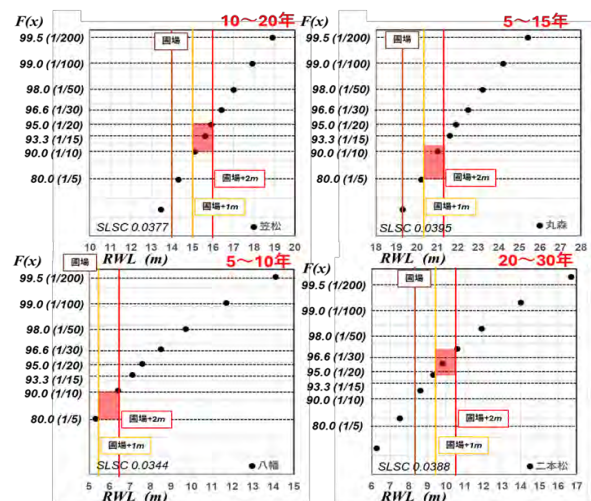 F(x)
10～20年
99.5 (1/200)
圃場
99.0 (1/100)
98.0 (1/50)
96.6 (1/30)
95.0 (1/20)
93.3 (1/15)
90.0 (1/10)
圃場+2m
80.0 (1/5)
圃場+1m
SLSC 0.0377
笠松
10 11 12 13 14 15 16 17 18 19 20
RWL (m)
F(x)
5～15年
99.5 (1/200)
圃場
99.0 (1/100)
98.0 (1/50)
96.6 (1/30)
95.0 (1/20)
93.3 (1/15)
90.0 (1/10)
圃場+2m
80.0 (1/5)
圃場+1m
SLSC 0.0395
丸森
18 19 20 21 22 23 24 25 26 27 28
RWL (m)
F(x)
圃場
5～10年
99.5 (1/200)
99.0 (1/100)
98.0 (1/50)
96.6 (1/30)
95.0 (1/20)
93.3 (1/15)
90.0 (1/10)
80.0 (1/5)
圃場+2m
圃場+1m
SLSC 0.0344
八幡
5 6 7 8 9 10 11 12 13 14 15
RWL (m)
F(x)
20～30年
99.5 (1/200)
圃場
99.0 (1/100)
98.0 (1/50)
96.6 (1/30)
95.0 (1/20)
93.3 (1/15)
90.0 (1/10)
80.0 (1/5)
圃場+2m
圃場+1m
SLSC 0.0388
二本松
6 7 8 9 10 11 12 13 14 15 16 17
RWL (m)